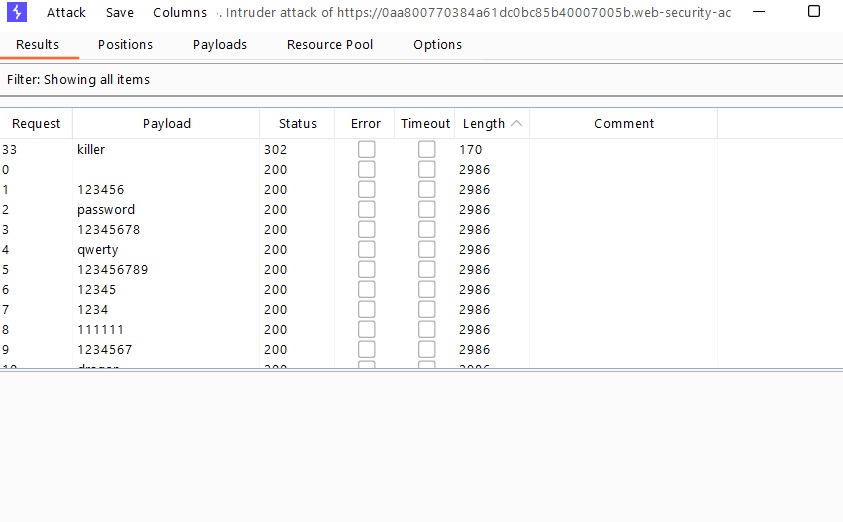 Attack Save Columns . Intruder attack of https://0aa800770384a61dc0bc85b40007005b.web-security-ac
Results Positions Payloads Resource Pool Options
Filter: Showing all items
Request Payload Status Error Timeout Length Comment
33 killer 302 170
0 200 2986
1 123456 200 2986
2 password 200 2986
3 12345678 200 2986
4 qwerty 200 2986
5 123456789 200 2986
6 12345 200 2986
7 1234 200 2986
8 111111 200 2986
9 1234567 200 2986
10 dragon 200 2986